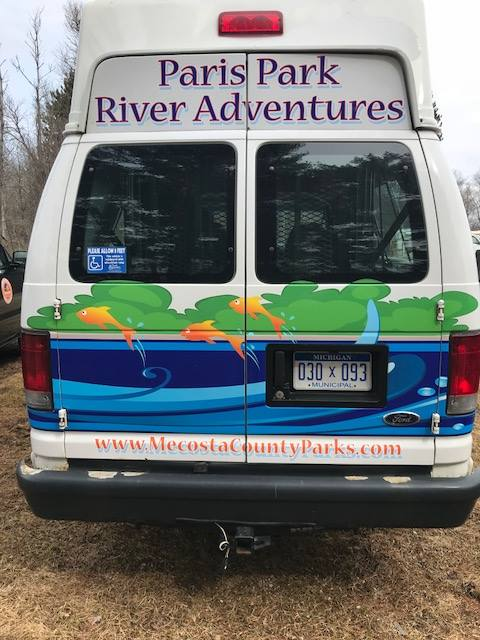 Paris Park
River Adventures
PLEASE ALLOW 8 FEET
MICHIGAN
030 X 093
MUNICIPAL
Ford
www.MecostaCountyParks.com